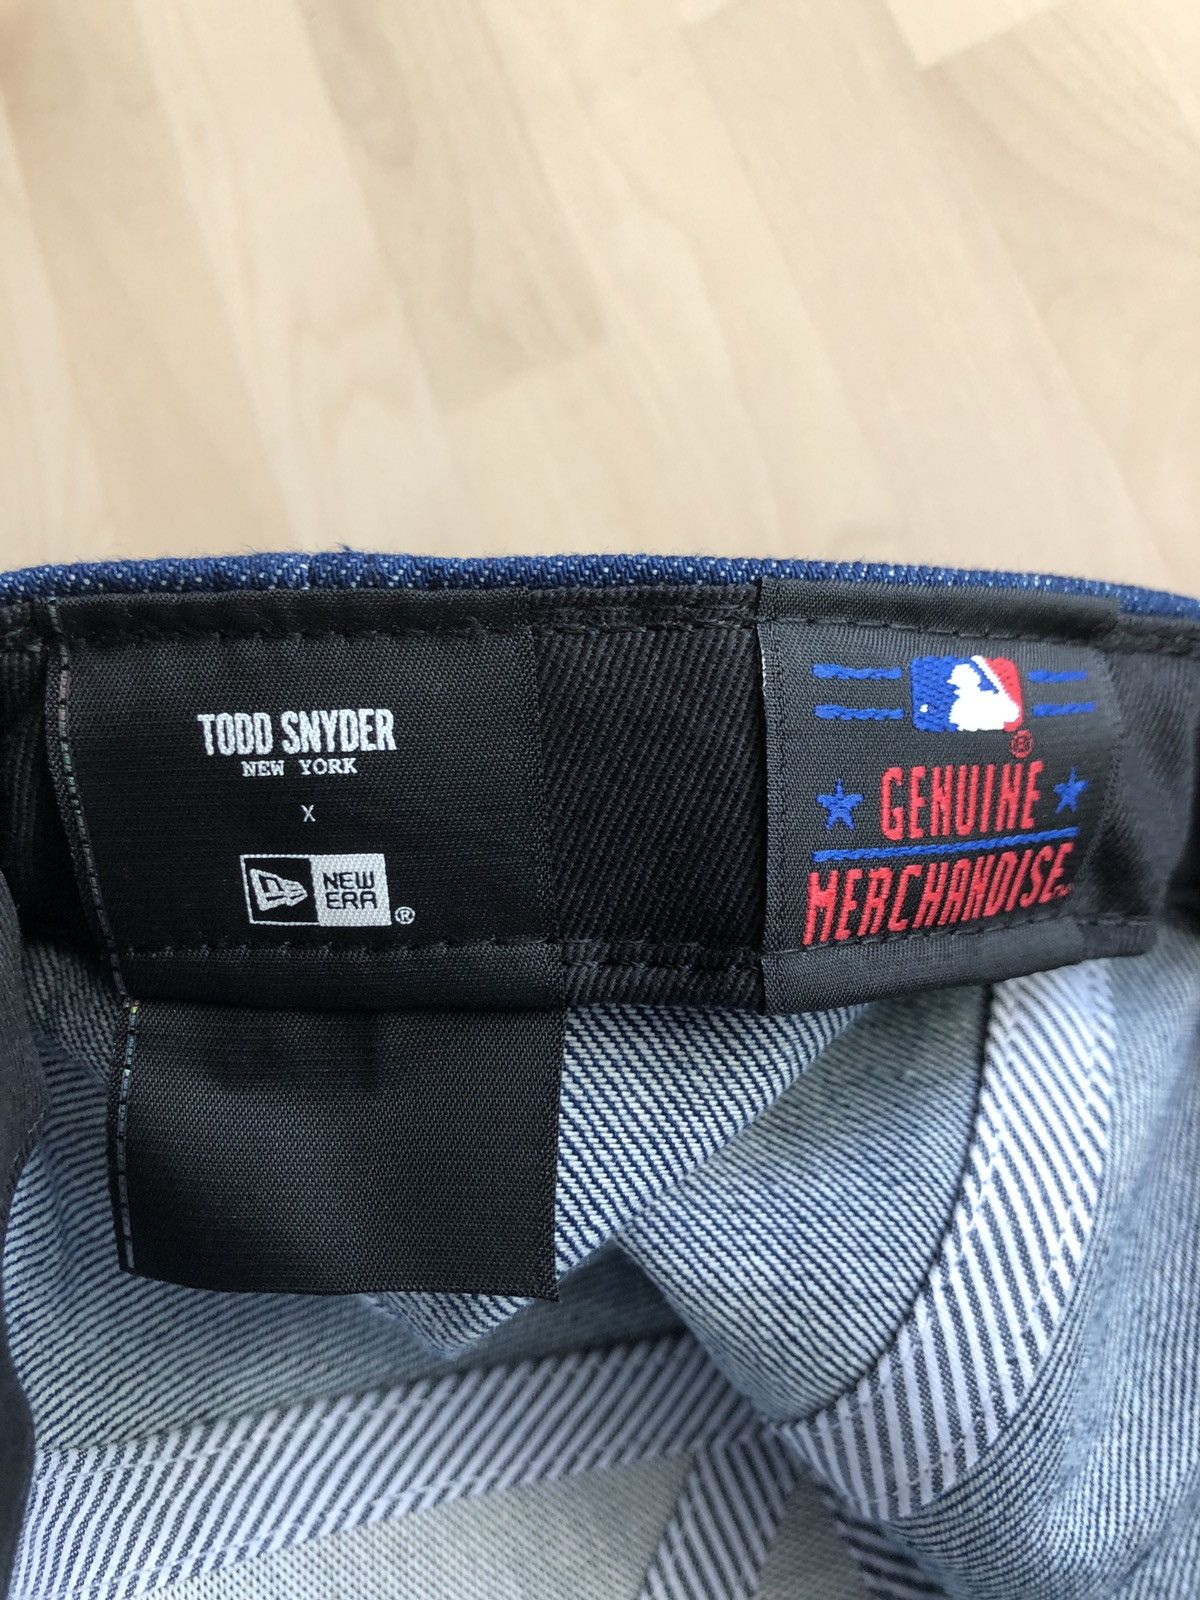 TODD SNYDER
NEW YORK
X
NEW
ERA
®
®
GENUINE
MERCHANDISE